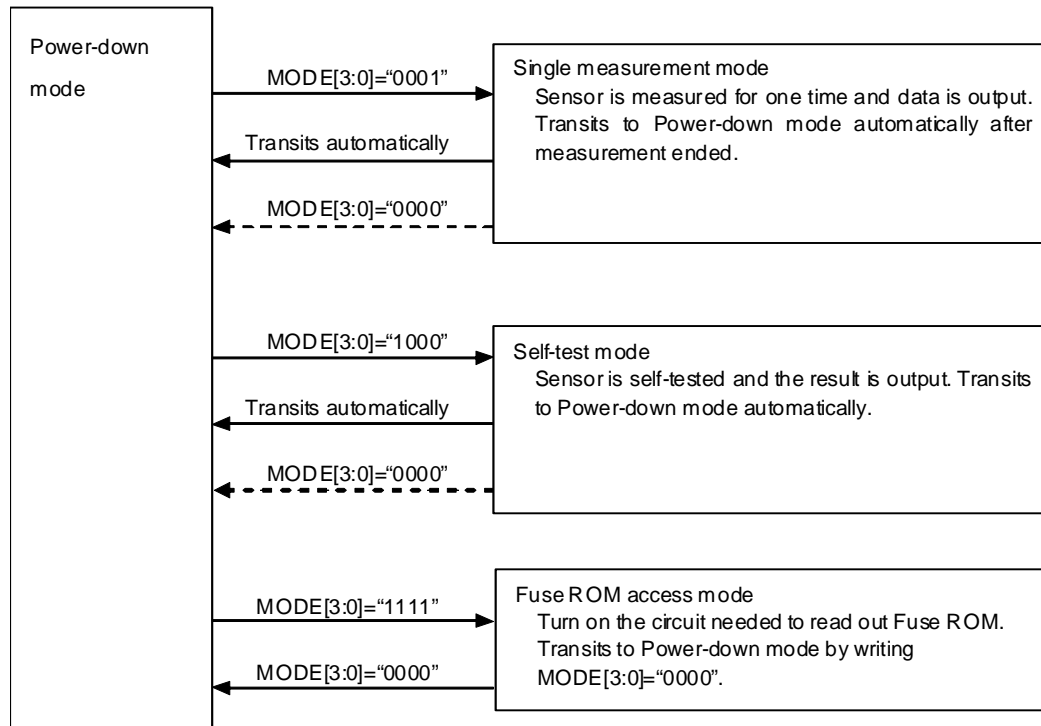 Power-down
mode
MODE[3:0]=“0001”
Transits automatically
MODE[3:0]=“0000”
Single measurement mode
Sensor is measured for one time and data is output.
Transits to Power-down mode automatically after
measurement ended.
MODE[3:0]=“1000”
Transits automatically
MODE[3:0]=“0000”
Self-test mode
Sensor is self-tested and the result is output. Transits
to Power-down mode automatically.
MODE[3:0]=“1111”
MODE[3:0]=“0000”
Fuse ROM access mode
Turn on the circuit needed to read out Fuse ROM.
Transits to Power-down mode by writing
MODE[3:0]=“0000”.